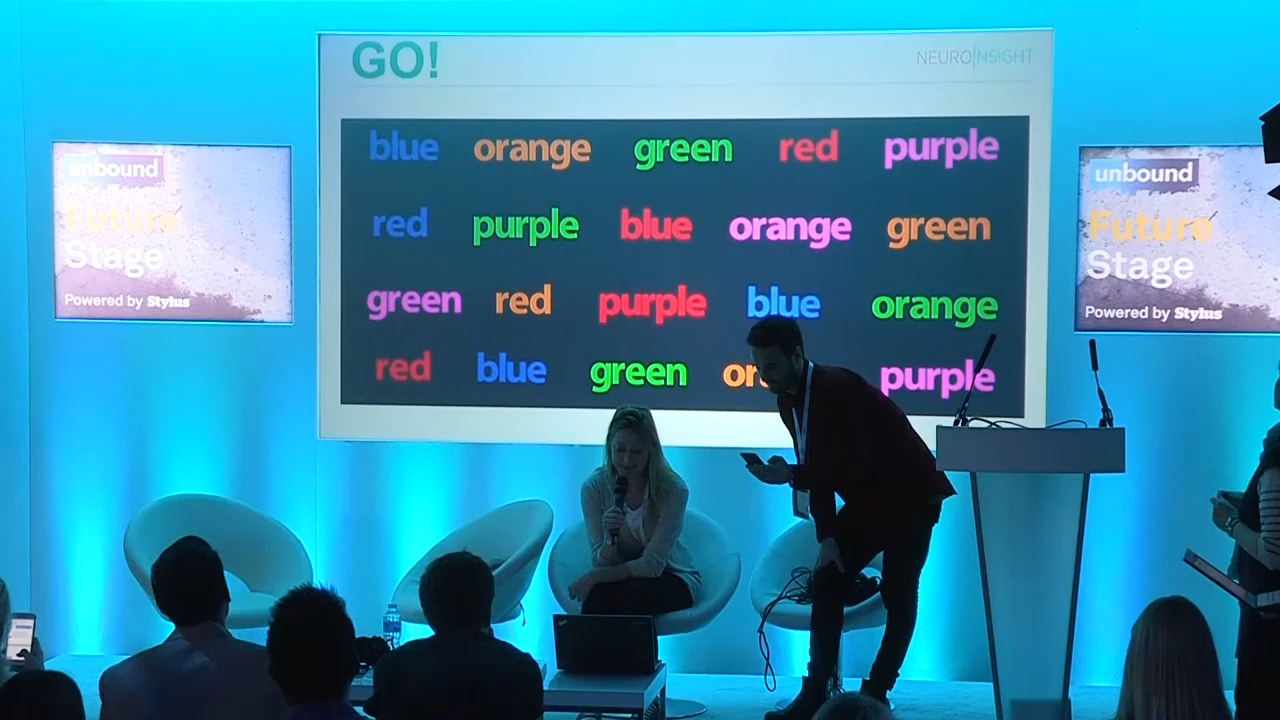 GO!
NEURO|INSIGHT
blue orange green red purple
red purple blue orange green
green red purple blue orange
red blue green purple
unbound
Future
Stage
Powered by Stylus
unbound
Future
Stage
Powered by Stylus